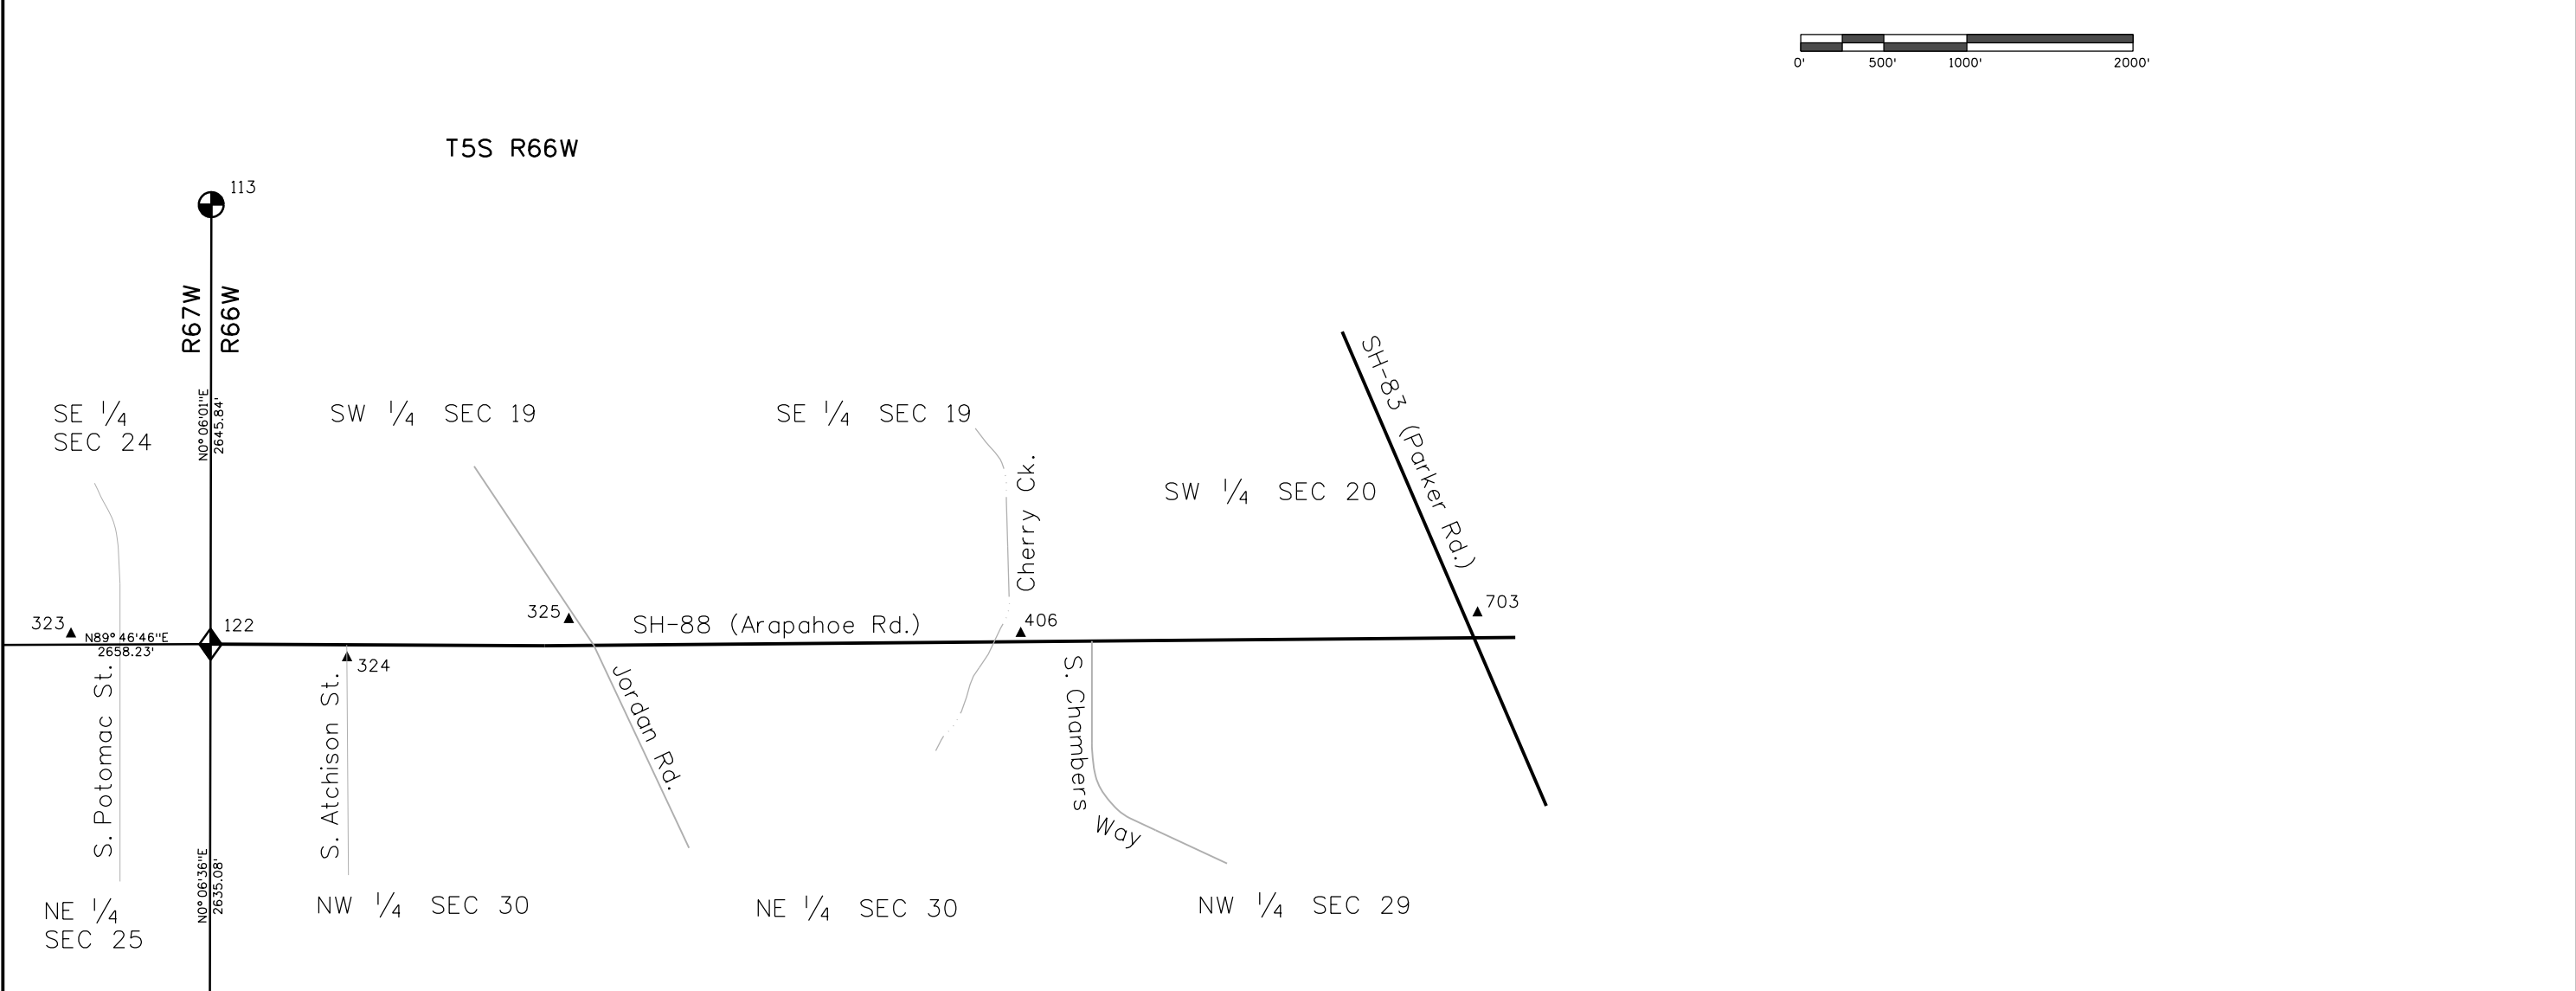 0' 500' 1000' 2000'
T5S R66W
113
R67W
R66W
N0°06'01"E
2645.84'
SE 1/4
SEC 24
SW 1/4 SEC 19
SE 1/4 SEC 19
SW 1/4 SEC 20
SH-83 (Parker Rd.)
Cherry Ck.
323
N89°46'46"E
2658.23'
122
324
325
SH-88 (Arapahoe Rd.)
406
703
S. Potomac St.
S. Atchison St.
Jordan Rd.
S. Chambers Way
N0°06'36"E
2635.08'
NE 1/4
SEC 25
NW 1/4 SEC 30
NE 1/4 SEC 30
NW 1/4 SEC 29